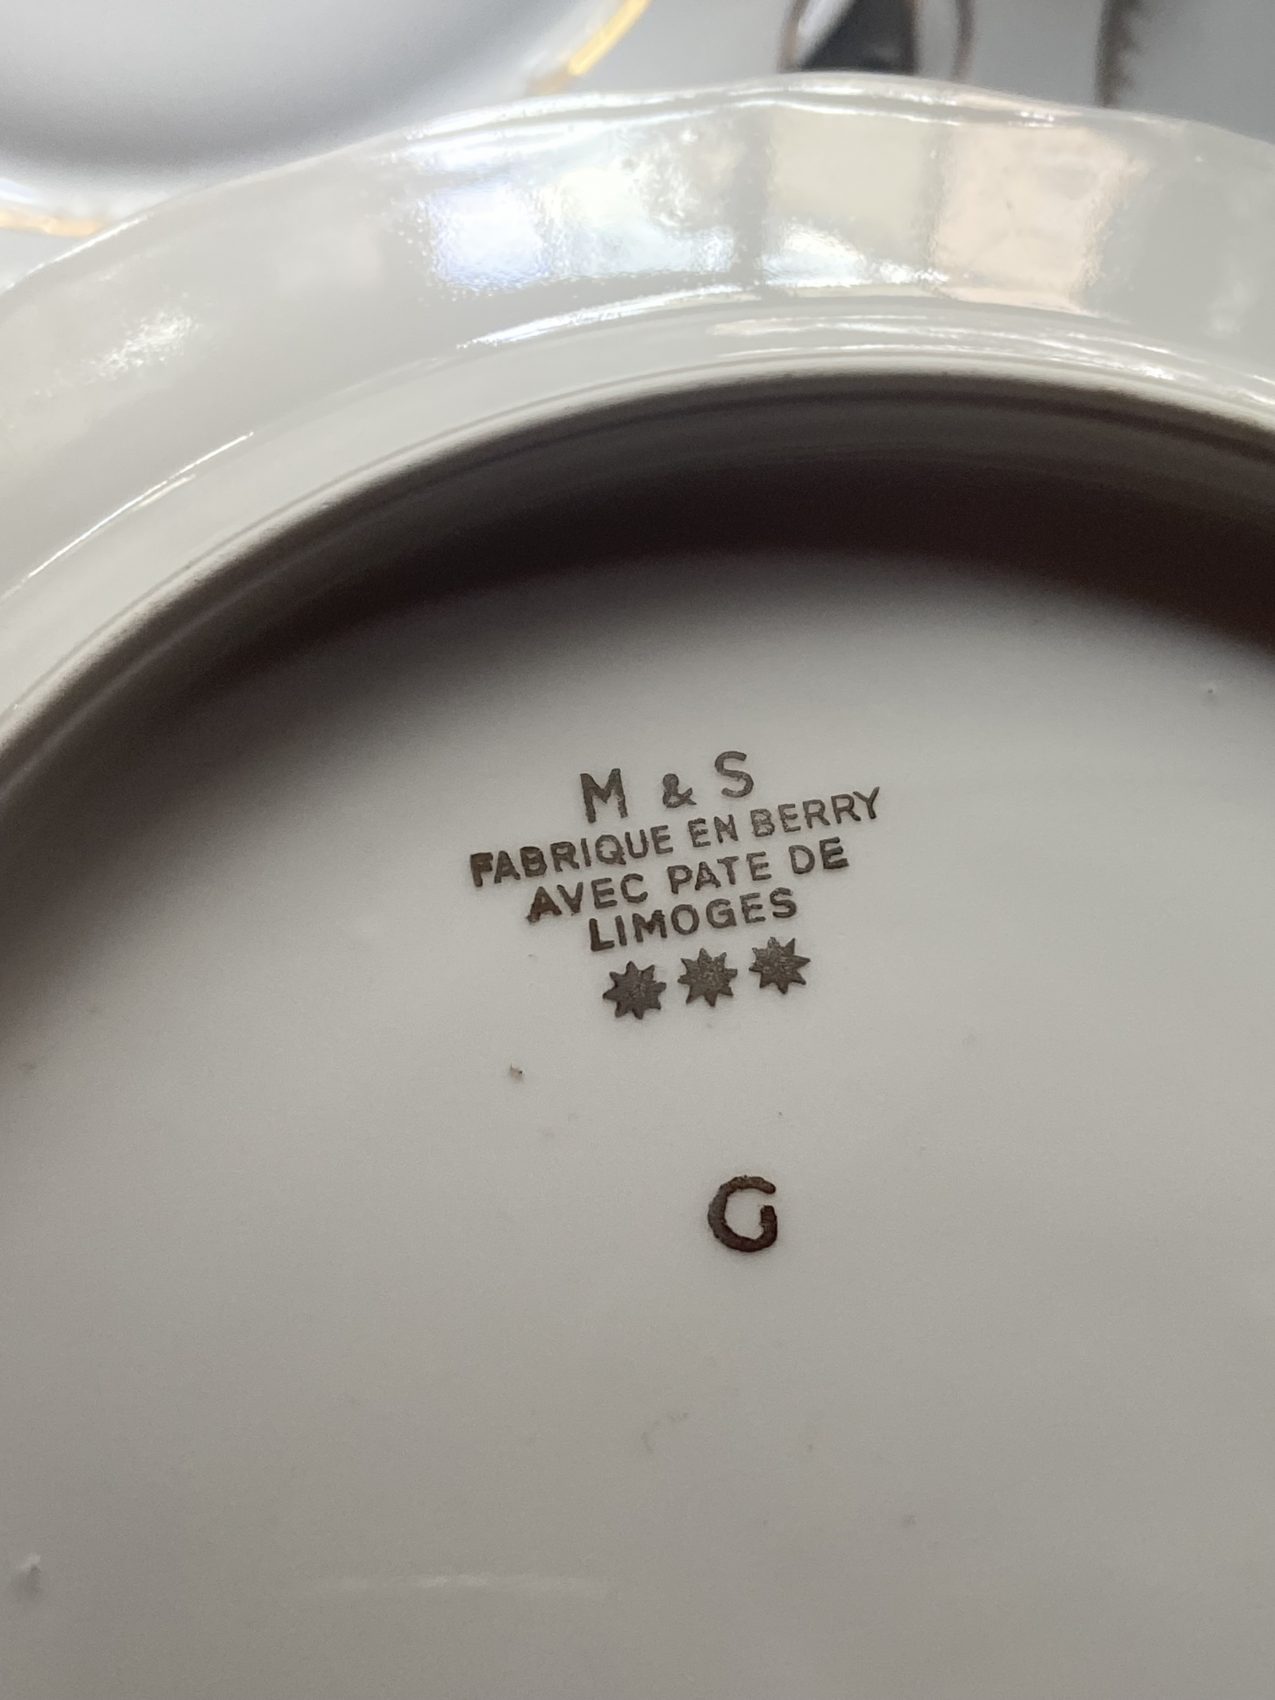 M & S
FABRIQUE EN BERRY
AVEC PATE DE
LIMOGES
G